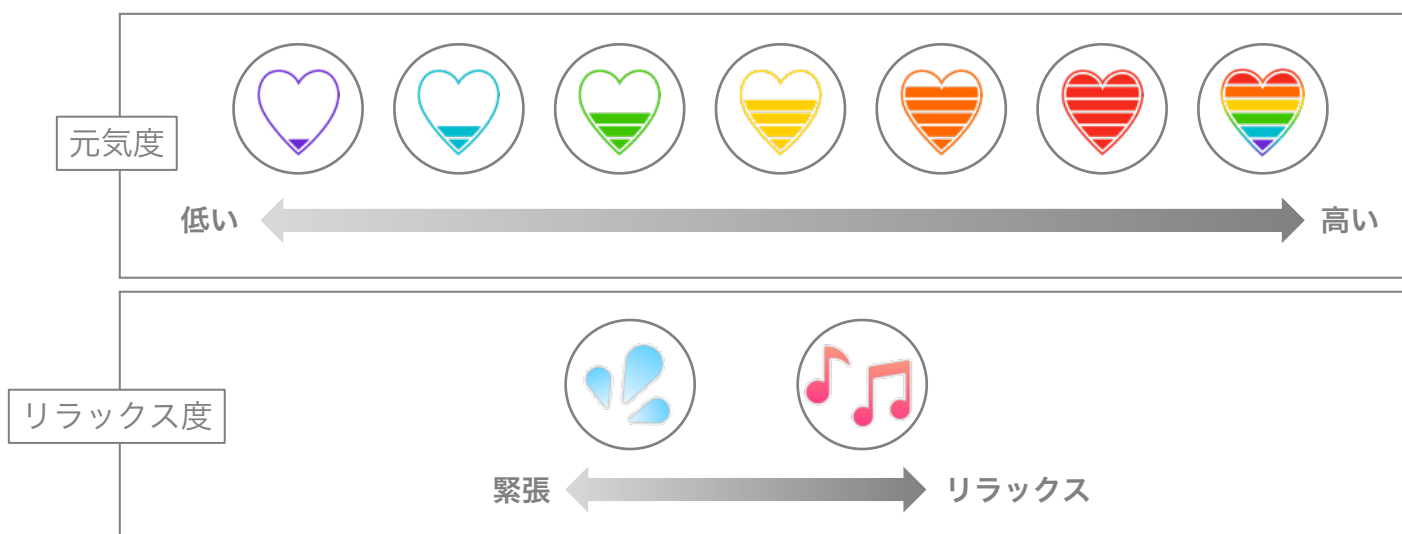 元気度
低い
高い
リラックス度
緊張
リラックス